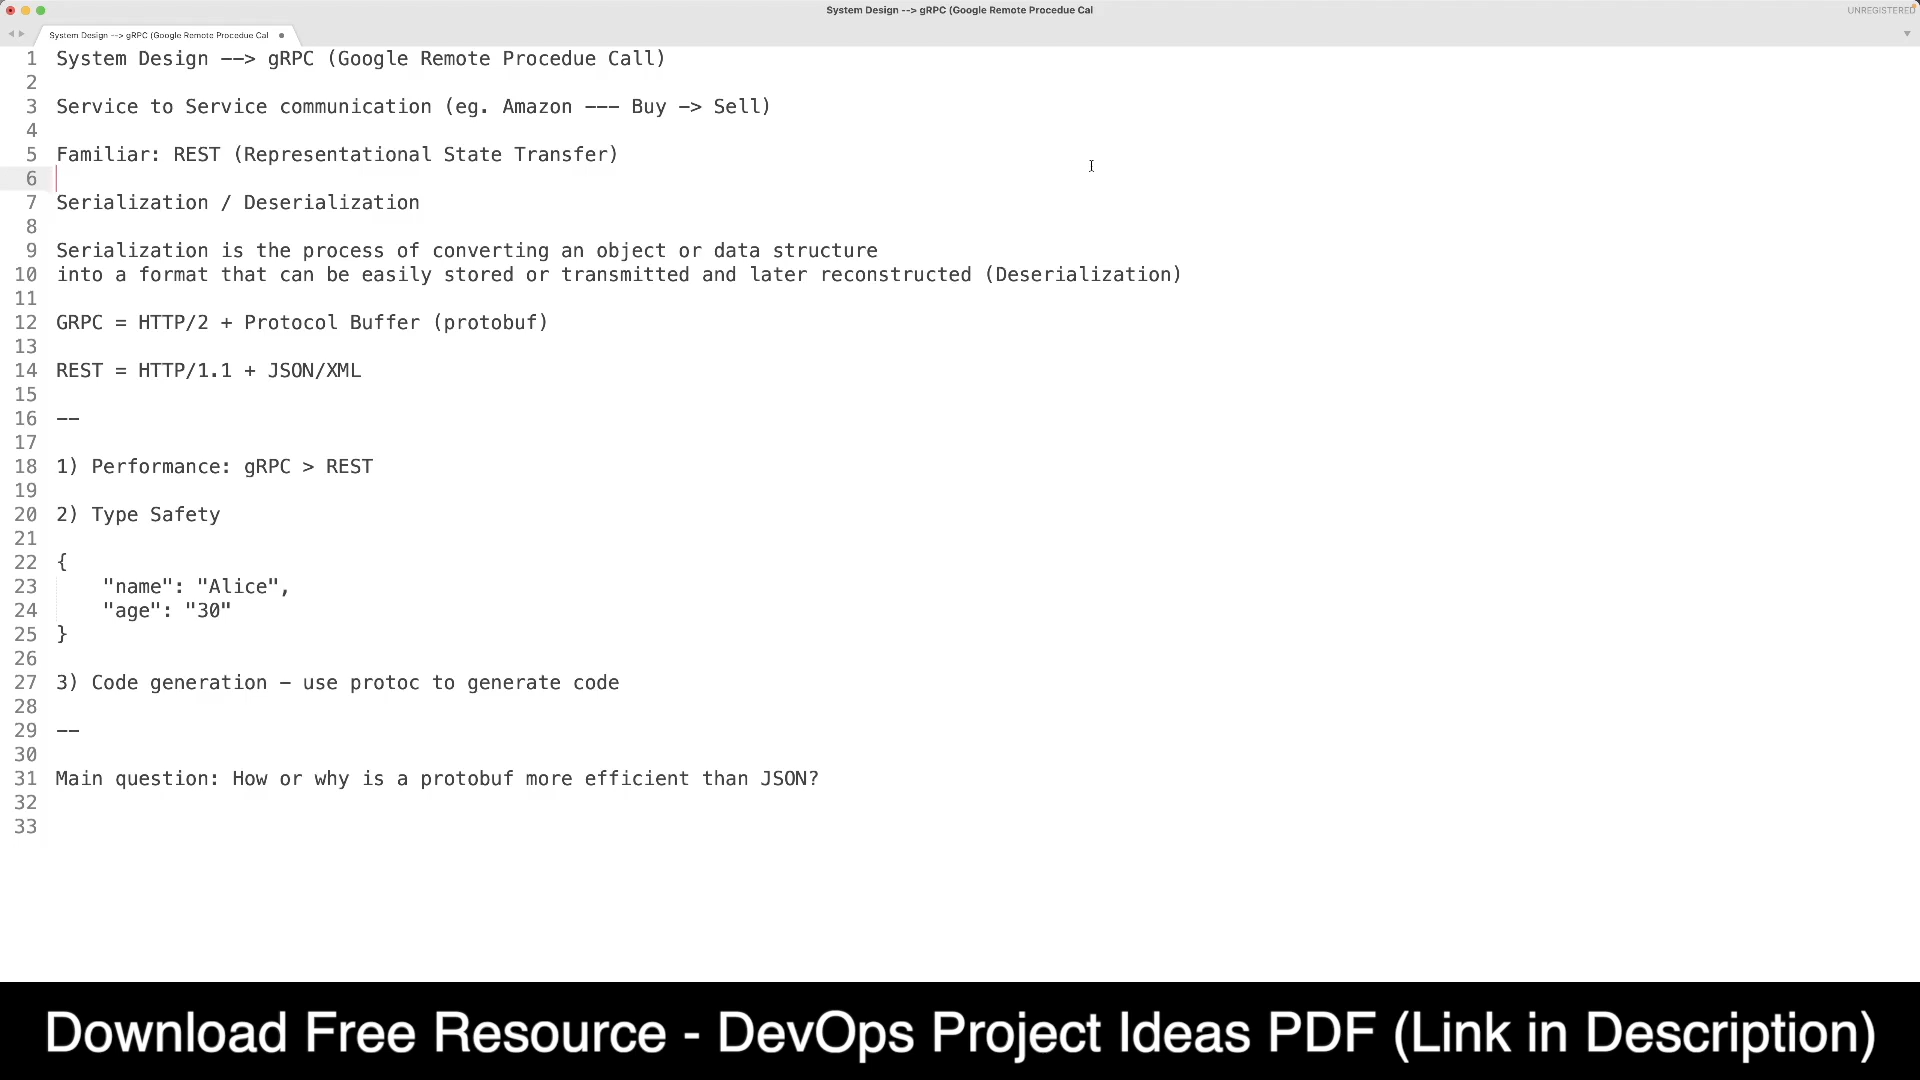 System Design --> gRPC (Google Remote Procedue Cal
UNREGISTERED
System Design --> gRPC (Google Remote Procedue Cal
1 System Design --> gRPC (Google Remote Procedue Call)
2
3 Service to Service communication (eg. Amazon --- Buy -> Sell)
4
5 Familiar: REST (Representational State Transfer)
6
7 Serialization / Deserialization
8
9 Serialization is the process of converting an object or data structure
10 into a format that can be easily stored or transmitted and later reconstructed (Deserialization)
11
12 GRPC = HTTP/2 + Protocol Buffer (protobuf)
13
14 REST = HTTP/1.1 + JSON/XML
15
16 --
17
18 1) Performance: gRPC > REST
19
20 2) Type Safety
21
22 {
23     "name": "Alice",
24     "age": "30"
25 }
26
27 3) Code generation - use protoc to generate code
28
29 --
30
31 Main question: How or why is a protobuf more efficient than JSON?
32
33
Download Free Resource - DevOps Project Ideas PDF (Link in Description)